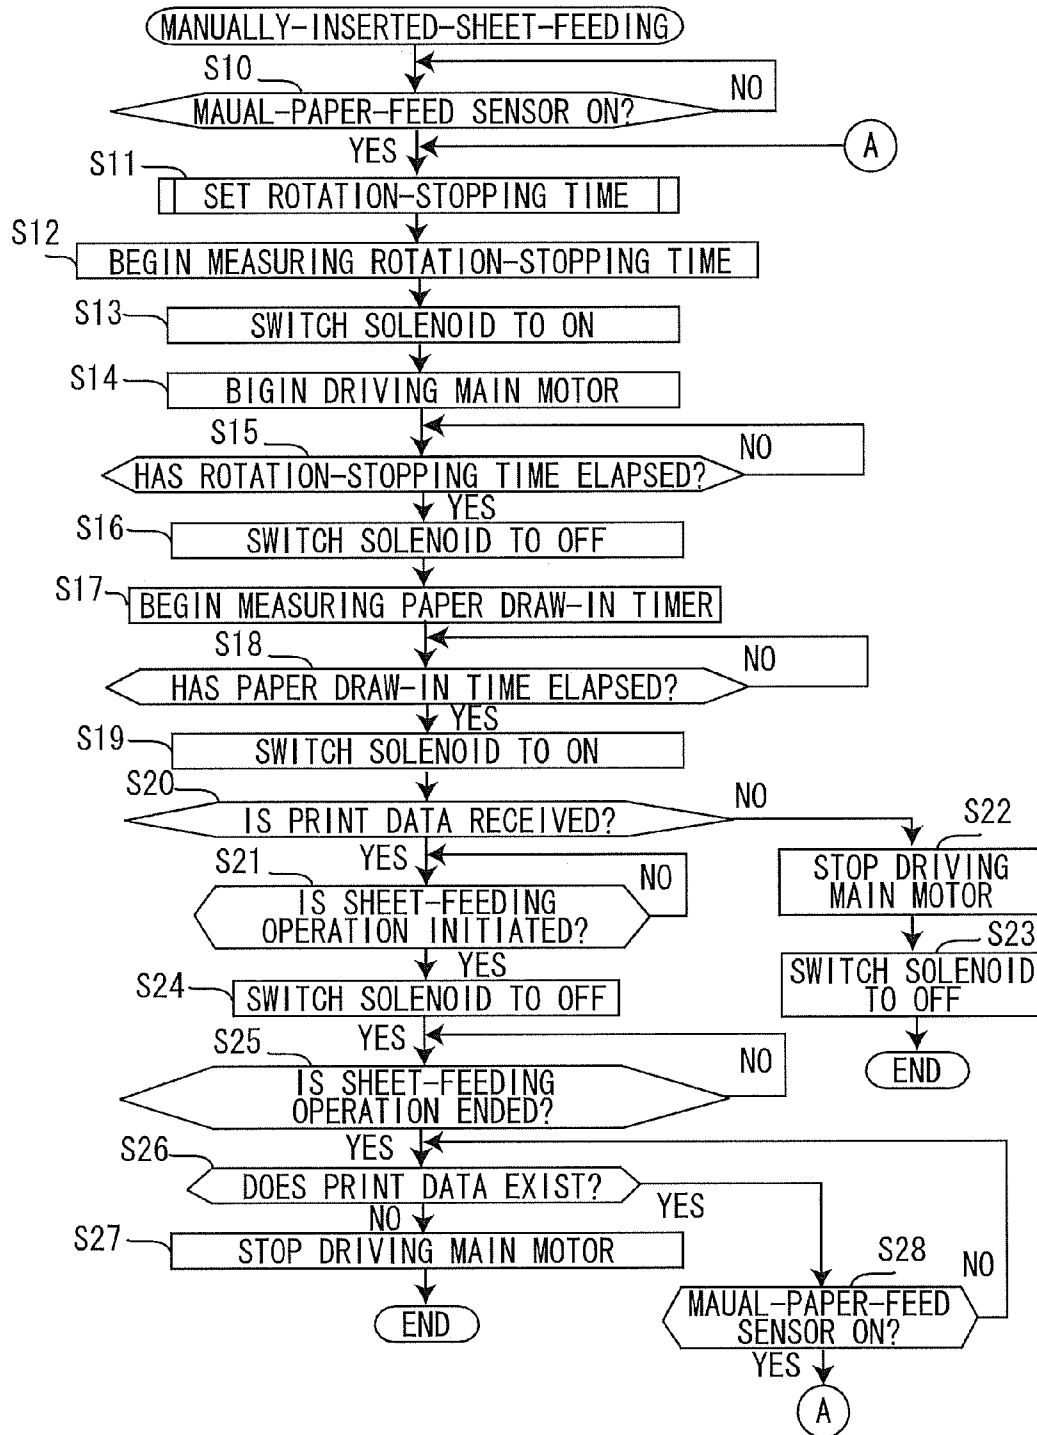 MANUALLY-INSERTED-SHEET-FEEDING
S10
NO
MAUAL-PAPER-FEED SENSOR ON?
YES
A
S11
SET ROTATION-STOPPING TIME
S12
BEGIN MEASURING ROTATION-STOPPING TIME
S13
SWITCH SOLENOID TO ON
S14
BIGIN DRIVING MAIN MOTOR
S15
NO
HAS ROTATION-STOPPING TIME ELAPSED?
YES
S16
SWITCH SOLENOID TO OFF
S17
BEGIN MEASURING PAPER DRAW-IN TIMER
S18
NO
HAS PAPER DRAW-IN TIME ELAPSED?
YES
S19
SWITCH SOLENOID TO ON
S20
NO
IS PRINT DATA RECEIVED?
S22
YES
STOP DRIVING
MAIN MOTOR
S21
NO
IS SHEET-FEEDING
OPERATION INITIATED?
S23
YES
SWITCH SOLENOID
TO OFF
S24
SWITCH SOLENOID TO OFF
YES
END
S25
NO
IS SHEET-FEEDING
OPERATION ENDED?
YES
S26
DOES PRINT DATA EXIST?
YES
NO
S27
STOP DRIVING MAIN MOTOR
S28
NO
MAUAL-PAPER-FEED
SENSOR ON?
END
YES
A